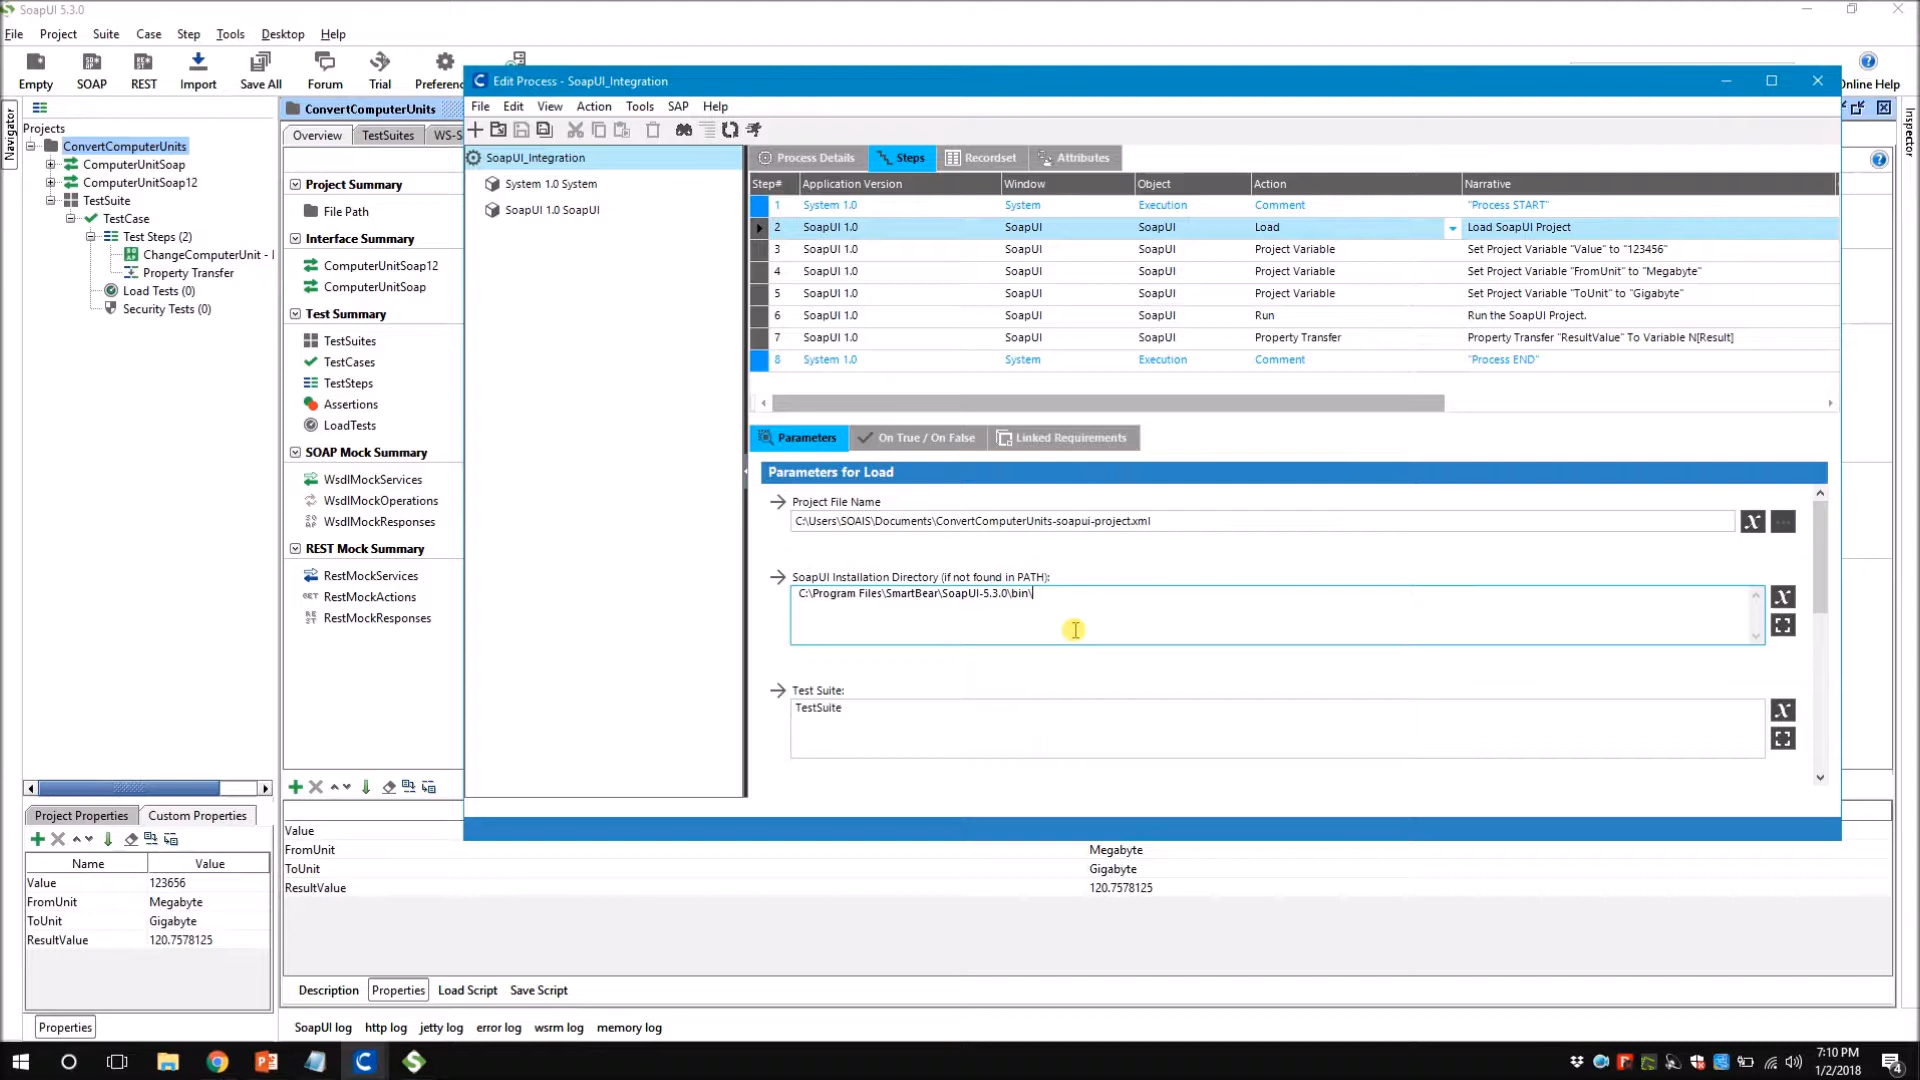 SoapUI 5.3.0
File Project Suite Case Step Tools Desktop Help
Empty SOAP REST Import Save All Forum Trial Preferenc
Online Help
Navigator
Inspector
Projects
ConvertComputerUnits
ComputerUnitSoap
ComputerUnitSoap12
TestSuite
TestCase
Test Steps (2)
ChangeComputerUnit -
Property Transfer
Load Tests (0)
Security Tests (0)
ConvertComputerUnits
Overview TestSuites WS-S
Project Summary
File Path
Interface Summary
ComputerUnitSoap12
ComputerUnitSoap
Test Summary
TestSuites
TestCases
TestSteps
Assertions
LoadTests
SOAP Mock Summary
WsdlMockServices
WsdlMockOperations
WsdlMockResponses
REST Mock Summary
RestMockServices
RestMockActions
RestMockResponses
Edit Process - SoapUI_Integration
File Edit View Action Tools SAP Help
SoapUI_Integration
System 1.0 System
SoapUI 1.0 SoapUI
Process Details Steps Recordset Attributes
Step# Application Version Window Object Action Narrative
1 System 1.0 System Execution Comment "Process START"
2 SoapUI 1.0 SoapUI SoapUI Load Load SoapUI Project
3 SoapUI 1.0 SoapUI SoapUI Project Variable Set Project Variable "Value" to "123456"
4 SoapUI 1.0 SoapUI SoapUI Project Variable Set Project Variable "FromUnit" to "Megabyte"
5 SoapUI 1.0 SoapUI SoapUI Project Variable Set Project Variable "ToUnit" to "Gigabyte"
6 SoapUI 1.0 SoapUI SoapUI Run Run the SoapUI Project.
7 SoapUI 1.0 SoapUI SoapUI Property Transfer Property Transfer "ResultValue" To Variable N[Result]
8 System 1.0 System Execution Comment "Process END"
Parameters On True / On False Linked Requirements
Parameters for Load
Project File Name
C:\Users\SOAIS\Documents\ConvertComputerUnits-soapui-project.xml
SoapUI Installation Directory (if not found in PATH):
C:\Program Files\SmartBear\SoapUI-5.3.0\bin\
Test Suite:
TestSuite
Project Properties Custom Properties
Name Value
Value 123656
FromUnit Megabyte
ToUnit Gigabyte
ResultValue 120.7578125
Properties
Value
FromUnit Megabyte
ToUnit Gigabyte
ResultValue 120.7578125
Description Properties Load Script Save Script
SoapUI log http log jetty log error log wsrm log memory log
7:10 PM
1/2/2018
4